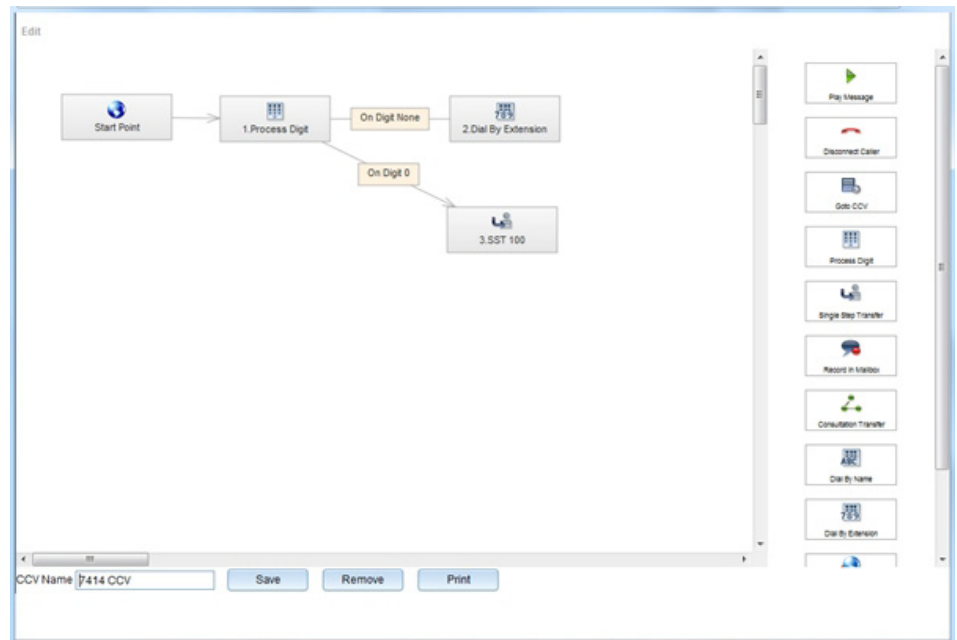 Edit
Start Point
1.Process Digit
On Digit None
2.Dial By Extension
On Digit 0
3.SST 100
Play Message
Disconnect Caller
Goto CCV
Process Digit
Single Step Transfer
Record in Mailbox
Consultation Transfer
ABC
Dial By Name
789
Dial By Extension
CCV Name 7414 CCV Save Remove Print